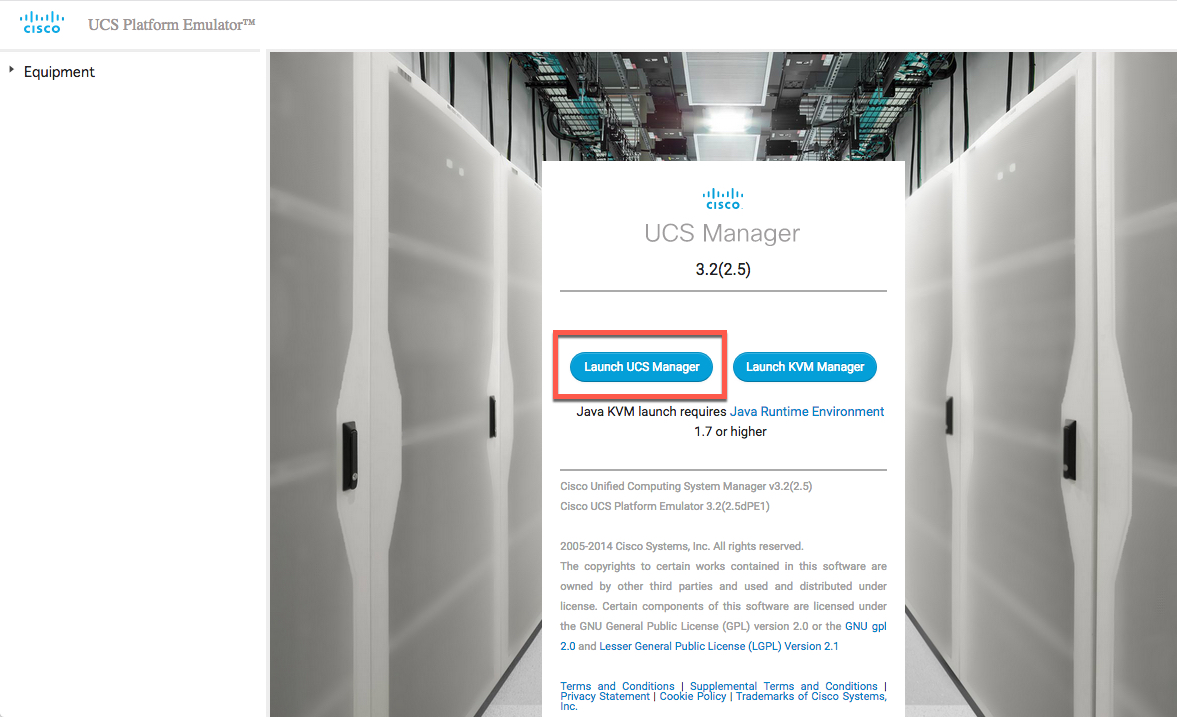 CISCO
UCS Platform Emulator™
Equipment
CISCO
UCS Manager
3.2(2.5)
Launch UCS Manager
Launch KVM Manager
Java KVM launch requires Java Runtime Environment
1.7 or higher
Cisco Unified Computing System Manager v3.2(2.5)
Cisco UCS Platform Emulator 3.2(2.5dPE1)
2005-2014 Cisco Systems, Inc. All rights reserved.
The copyrights to certain works contained in this software are
owned by other third parties and used and distributed under
license. Certain components of this software are licensed under
the GNU General Public License (GPL) version 2.0 or the GNU gpl
2.0 and Lesser General Public License (LGPL) Version 2.1
Terms and Conditions | Supplemental Terms and Conditions |
Privacy Statement | Cookie Policy | Trademarks of Cisco Systems,
Inc.